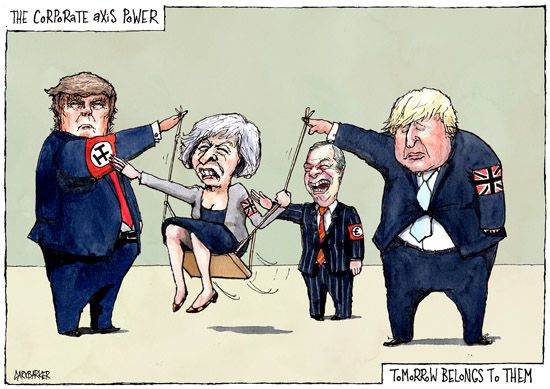 THE CORPORATE AXIS POWER
£
GARYBARKER
TOMORROW BELONGS TO THEM